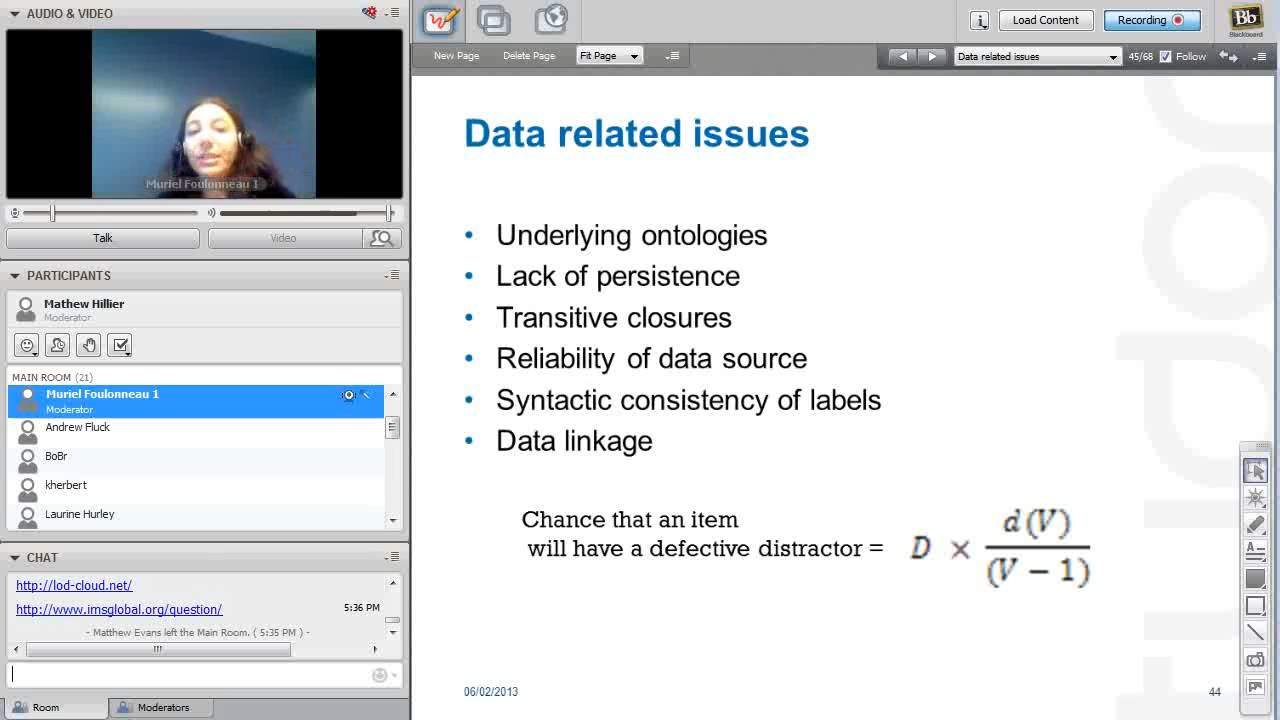 AUDIO & VIDEO
Muriel Foulonneau 1
Talk
Video
PARTICIPANTS
Mathew Hillier
Moderator
MAIN ROOM (21)
Muriel Foulonneau 1
Moderator
Andrew Fluck
BoBr
kherbert
Laurine Hurley
CHAT
http://lod-cloud.net/
http://www.imsglobal.org/question/ 5:36 PM
- Matthew Evans left the Main Room. ( 5:35 PM ) -
Room
Moderators
i
Load Content
Recording
Bb
Blackboard
New Page
Delete Page
Fit Page
Data related issues
45/68
Follow
Data related issues
• Underlying ontologies
• Lack of persistence
• Transitive closures
• Reliability of data source
• Syntactic consistency of labels
• Data linkage
Chance that an item
will have a defective distractor = D × d(V) / (V − 1)
06/02/2013
44